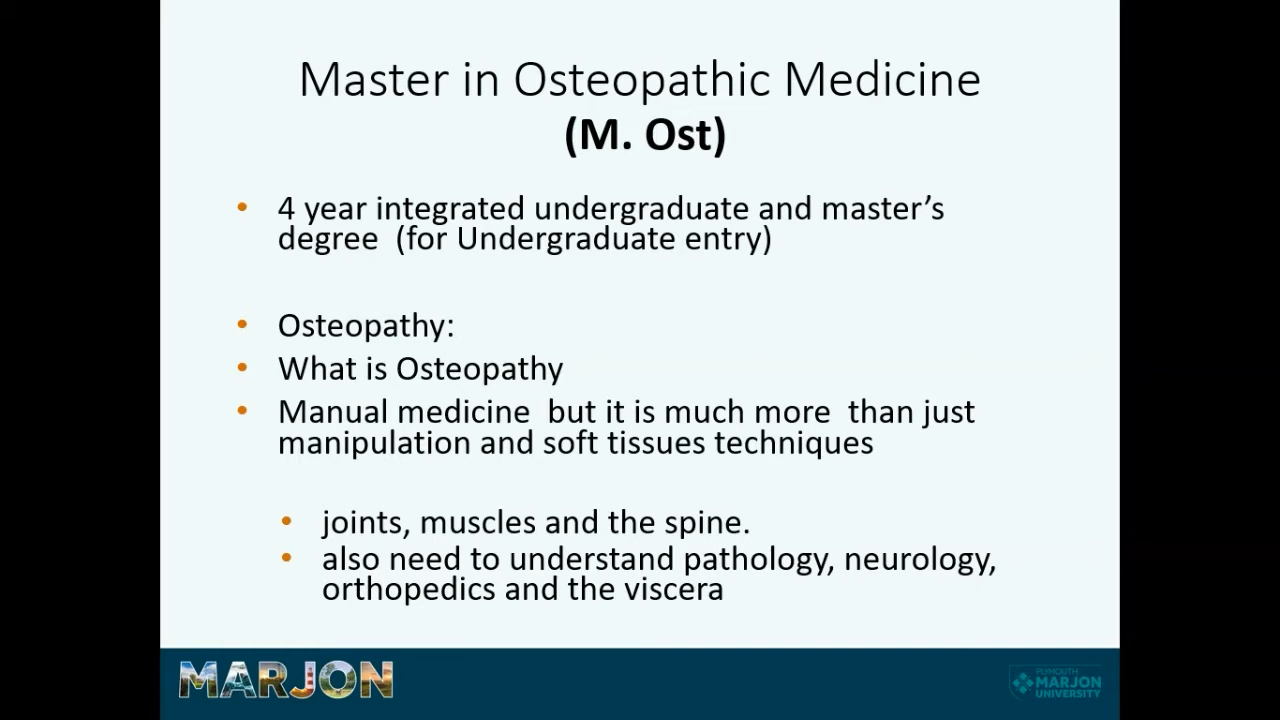 Master in Osteopathic Medicine
(M. Ost)
• 4 year integrated undergraduate and master’s
degree (for Undergraduate entry)
• Osteopathy:
• What is Osteopathy
• Manual medicine but it is much more than just
manipulation and soft tissues techniques
• joints, muscles and the spine.
• also need to understand pathology, neurology,
orthopedics and the viscera
MARJON
PLYMOUTH
MARJON
UNIVERSITY